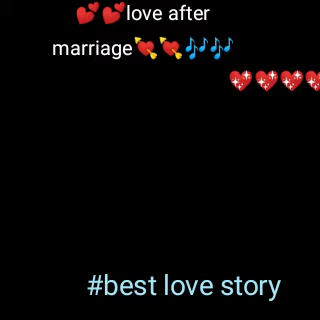 💕💕love after
marriage💘💘🎶🎶
💖💖💖💖
#best love story